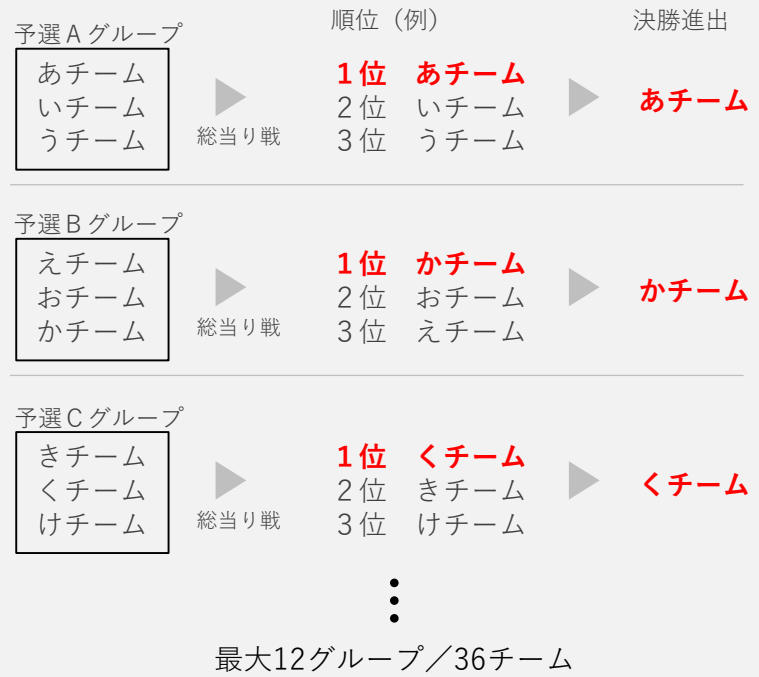 順位（例）
決勝進出
予選Ａグループ
あチーム
いチーム
うチーム
総当り戦
１位　あチーム
２位　いチーム
３位　うチーム
あチーム
予選Ｂグループ
えチーム
おチーム
かチーム
総当り戦
１位　かチーム
２位　おチーム
３位　えチーム
かチーム
予選Ｃグループ
きチーム
くチーム
けチーム
総当り戦
１位　くチーム
２位　きチーム
３位　けチーム
くチーム
最大12グループ／36チーム